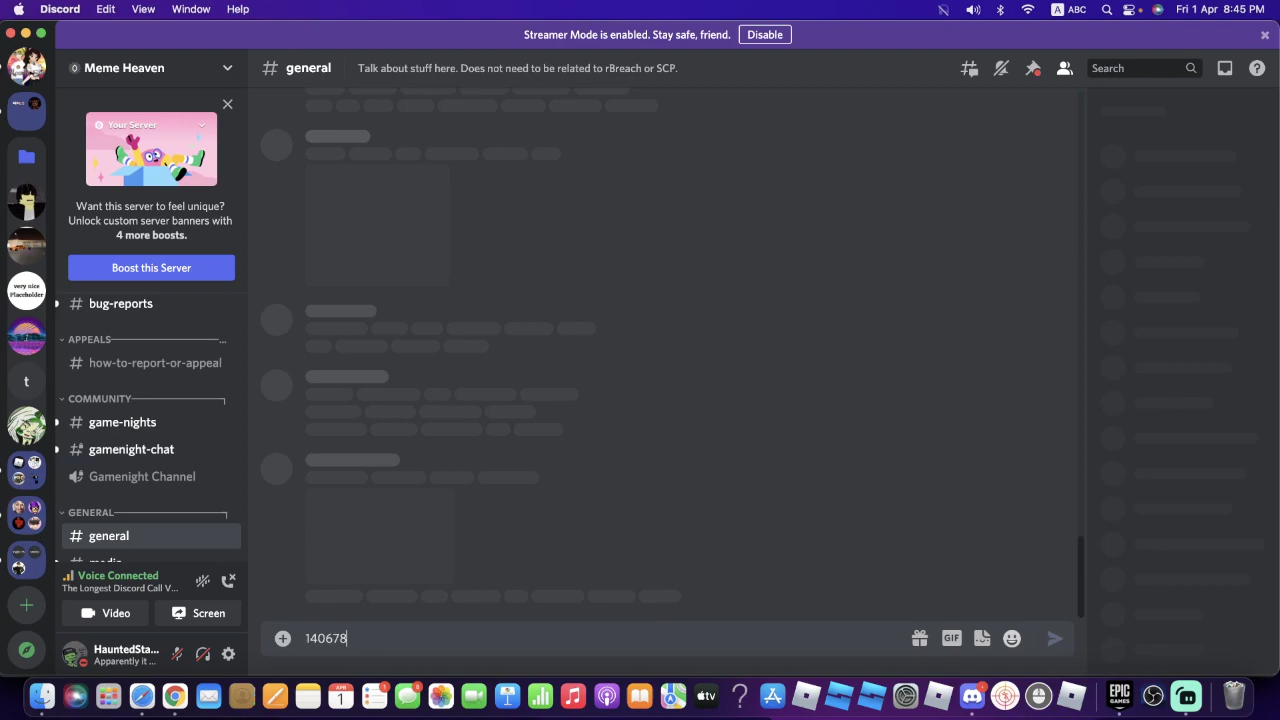 Discord Edit View Window Help
A ABC Fri 1 Apr 8:45 PM
Streamer Mode is enabled. Stay safe, friend. Disable
Meme Heaven
# general Talk about stuff here. Does not need to be related to rBreach or SCP.
Search
Your Server
Want this server to feel unique?
Unlock custom server banners with
4 more boosts.
Boost this Server
# bug-reports
APPEALS
# how-to-report-or-appeal
COMMUNITY
# game-nights
# gamenight-chat
Gamenight Channel
GENERAL
# general
very nice
Placeholder
t
Voice Connected
The Longest Discord Call V...
Video Screen
HauntedSta...
Apparently it ...
140678
GIF
APR
1
1
8
tv
EPIC
GAMES